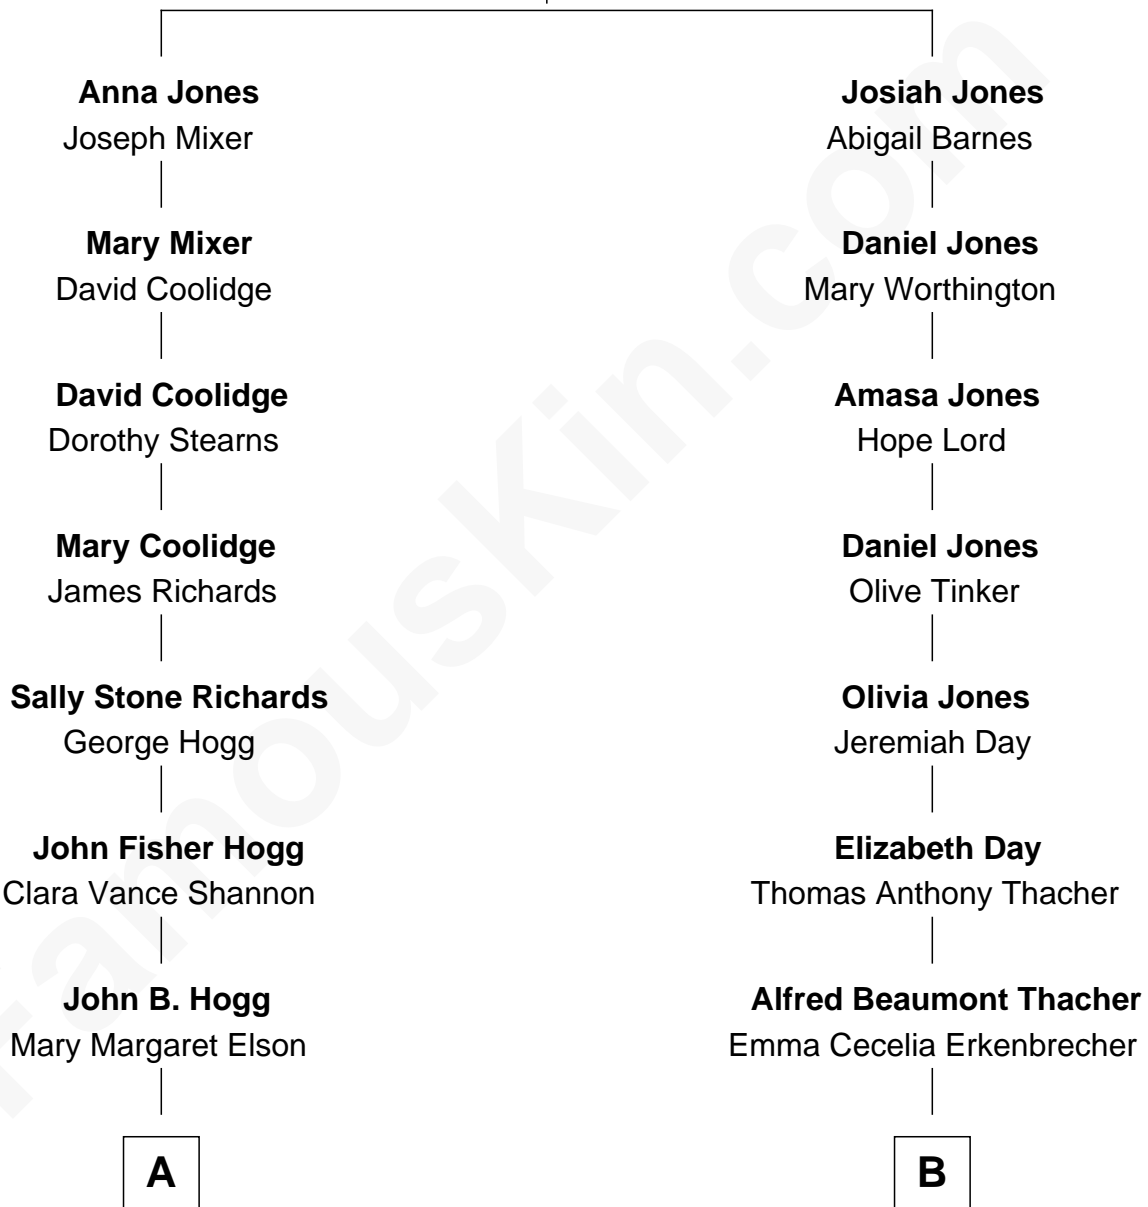 Anna Jones
Joseph Mixer
Mary Mixer
David Coolidge
David Coolidge
Dorothy Stearns
Mary Coolidge
James Richards
Sally Stone Richards
George Hogg
John Fisher Hogg
Clara Vance Shannon
John B. Hogg
Mary Margaret Elson
A
Josiah Jones
Abigail Barnes
Daniel Jones
Mary Worthington
Amasa Jones
Hope Lord
Daniel Jones
Olive Tinker
Olivia Jones
Jeremiah Day
Elizabeth Day
Thomas Anthony Thacher
Alfred Beaumont Thacher
Emma Cecelia Erkenbrecher
B
FamousKin.com